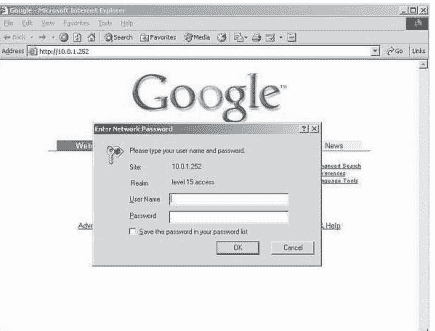 Google - Microsoft Internet Explorer
File Edit View Favorites Tools Help
Back Search Favorites Media
Address http://10.0.1.252 Go Links
Google
Enter Network Password
Web News
Please type your user name and password.
Site: 10.0.1.252
Advanced Search
Realm level 15 access
Language Tools
User Name
Password
Save this password in your password list
OK Cancel
Help